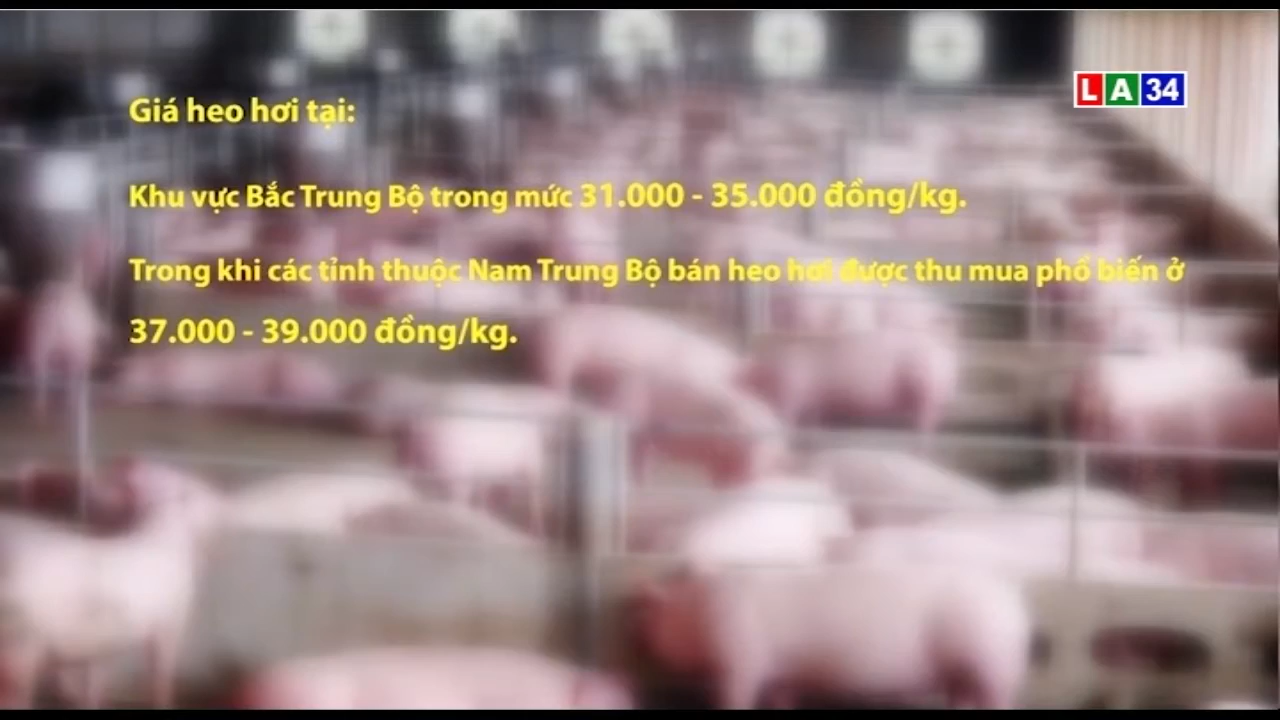 LA34
Giá heo hơi tại:
Khu vực Bắc Trung Bộ trong mức 31.000 - 35.000 đồng/kg.
Trong khi các tỉnh thuộc Nam Trung Bộ bán heo hơi được thu mua phổ biến ở
37.000 - 39.000 đồng/kg.